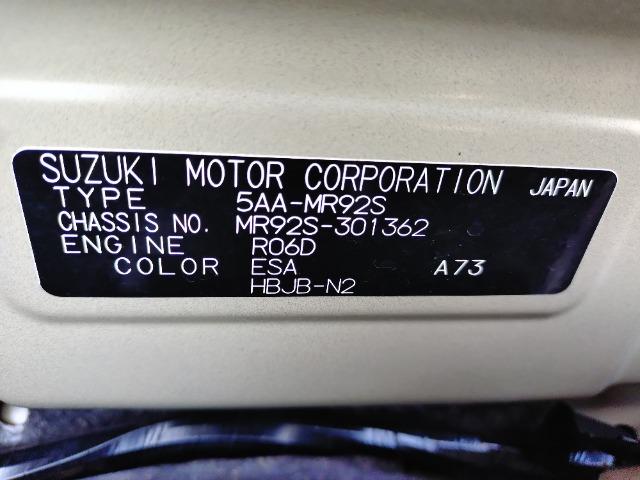 SUZUKI MOTOR CORPORATION JAPAN
TYPE 5AA-MR92S
CHASSIS NO. MR92S-301362
ENGINE R06D
COLOR ESA A73
HBJB-N2